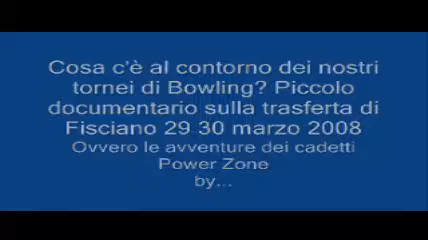 Cosa c'è al contorno dei nostri
tornei di Bowling? Piccolo
documentario sulla trasferta di
Fisciano 29 30 marzo 2008
Ovvero le avventure dei cadetti
Power Zone
by...